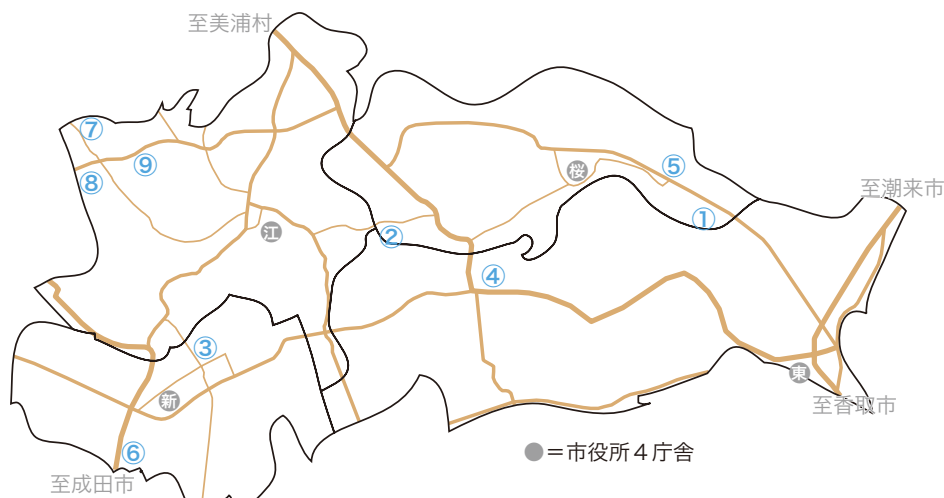 至美浦村
⑦
⑨
⑧
桜
⑤
至潮来市
①
江
②
④
③
東
新
至香取市
⑥
●=市役所4庁舎
至成田市